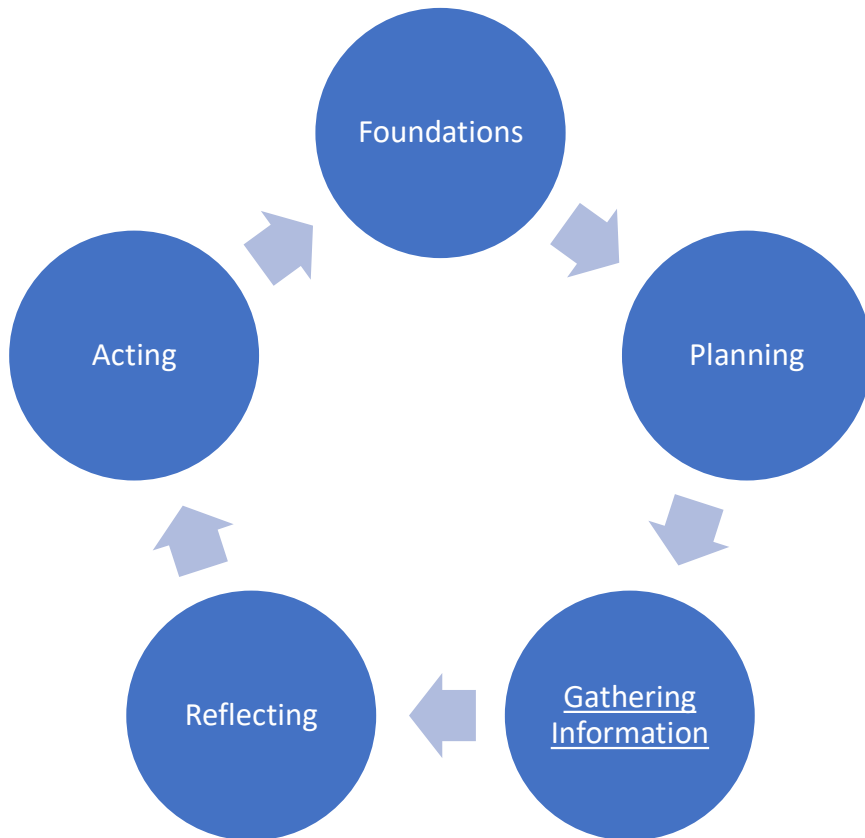 Foundations
Planning
Gathering
Information
Reflecting
Acting